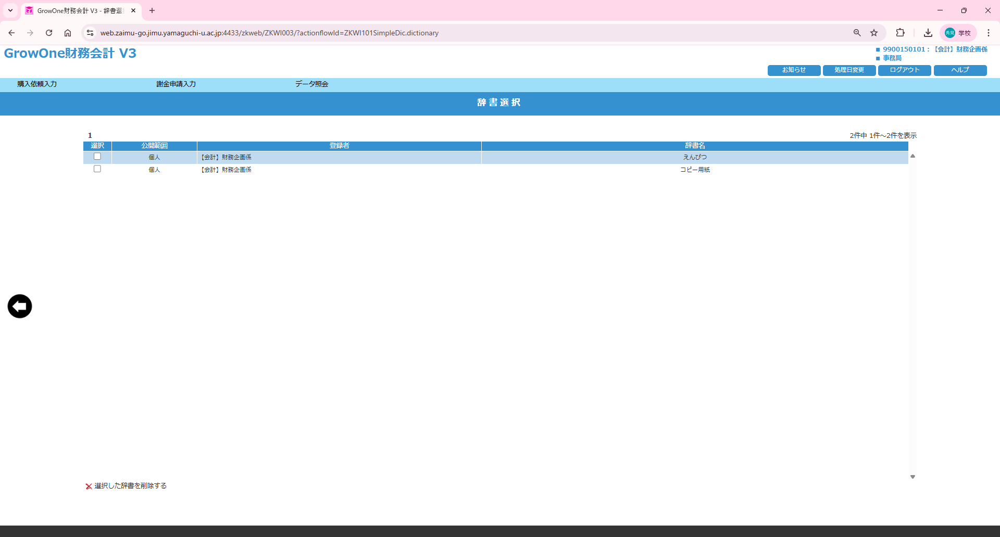 GrowOne財務会計 V3 - 辞書選
web.zaimu-go.jimu.yamaguchi-u.ac.jp:4433/zkweb/ZKWI003/?actionflowId=ZKWI101SimpleDic.dictionary
秀晃 学校
GrowOne財務会計 V3
■ 9900150101：【会計】財務企画係
■ 事務局
お知らせ 処理日変更 ログアウト ヘルプ
購入依頼入力 謝金申請入力 データ照会
辞書選択
1 2件中 1件～2件を表示
選択 公開範囲 登録者 辞書名
個人 【会計】財務企画係 えんぴつ
個人 【会計】財務企画係 コピー用紙
選択した辞書を削除する